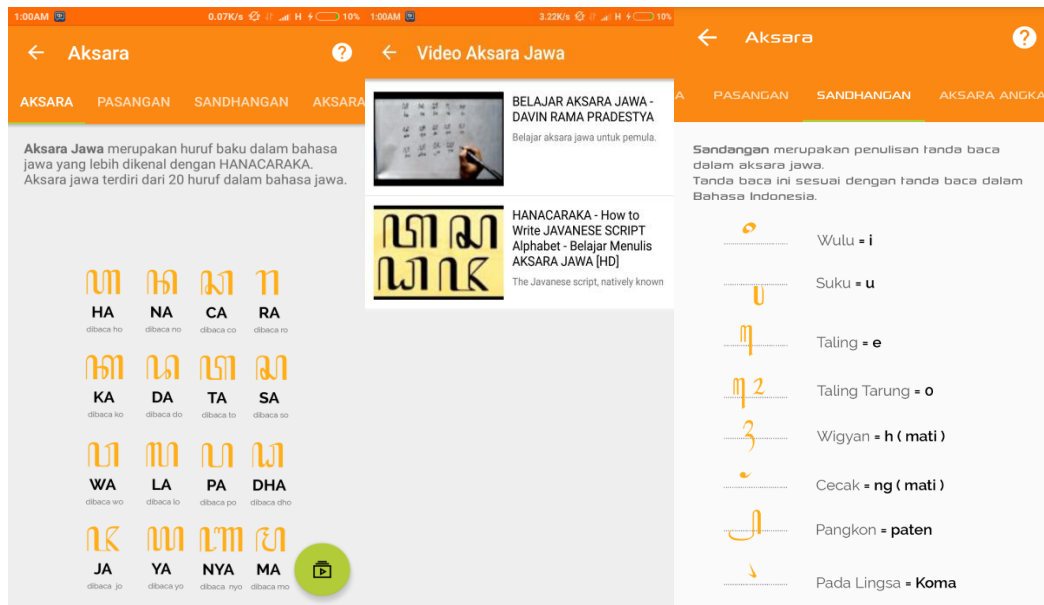 1:00AM 0.07K/s H 10%
Aksara ?
AKSARA PASANGAN SANDHANGAN AKSARA
Aksara Jawa merupakan huruf baku dalam bahasa
jawa yang lebih dikenal dengan HANACARAKA.
Aksara jawa terdiri dari 20 huruf dalam bahasa jawa.
ꦲ ꦤ ꦕ ꦫ
HA NA CA RA
dibaca ho dibaca no dibaca co dibaca ro
ꦏ ꦢ ꦠ ꦱ
KA DA TA SA
dibaca ko dibaca do dibaca to dibaca so
ꦮ ꦭ ꦥ ꦝ
WA LA PA DHA
dibaca wo dibaca lo dibaca po dibaca dho
ꦗ ꦪ ꦚ ꦩ
JA YA NYA MA
dibaca jo dibaca yo dibaca nyo dibaca mo
1:00AM 3.22K/s H 10%
Video Aksara Jawa
BELAJAR AKSARA JAWA -
DAVIN RAMA PRADESTYA
Belajar aksara jawa untuk pemula.
ꦠ ꦱ
ꦝ ꦗ
HANACARAKA - How to
Write JAVANESE SCRIPT
Alphabet - Belajar Menulis
AKSARA JAWA [HD]
The Javanese script, natively known
Aksara ?
A PASANGAN SANDHANGAN AKSARA ANGKA
Sandangan merupakan penulisan tanda baca
dalam aksara jawa.
Tanda baca ini sesuai dengan tanda baca dalam
Bahasa Indonesia.
ꦶ Wulu = i
ꦸ Suku = u
ꦺ Taling = e
ꦺ ꦴ Taling Tarung = o
ꦃ Wigyan = h ( mati )
ꦁ Cecak = ng ( mati )
꧀ Pangkon = paten
꧈ Pada Lingsa = Koma